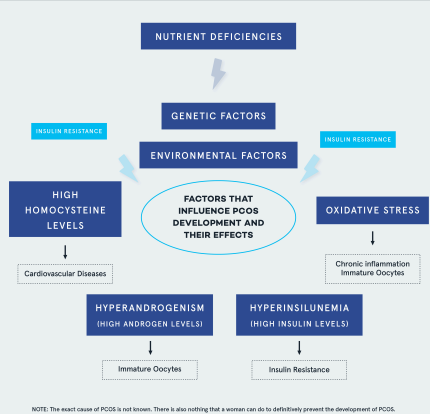 NUTRIENT DEFICIENCIES
GENETIC FACTORS
INSULIN RESISTANCE
INSULIN RESISTANCE
ENVIRONMENTAL FACTORS
HIGH
HOMOCYSTEINE
LEVELS
FACTORS THAT
INFLUENCE PCOS
DEVELOPMENT AND
THEIR EFFECTS
OXIDATIVE STRESS
Cardiovascular Diseases
Chronic inflammation
Immature Oocytes
HYPERANDROGENISM
(HIGH ANDROGEN LEVELS)
HYPERINSILUNEMIA
(HIGH INSULIN LEVELS)
Immature Oocytes
Insulin Resistance
NOTE: The exact cause of PCOS is not known. There is also nothing that a woman can do to definitively prevent the development of PCOS.